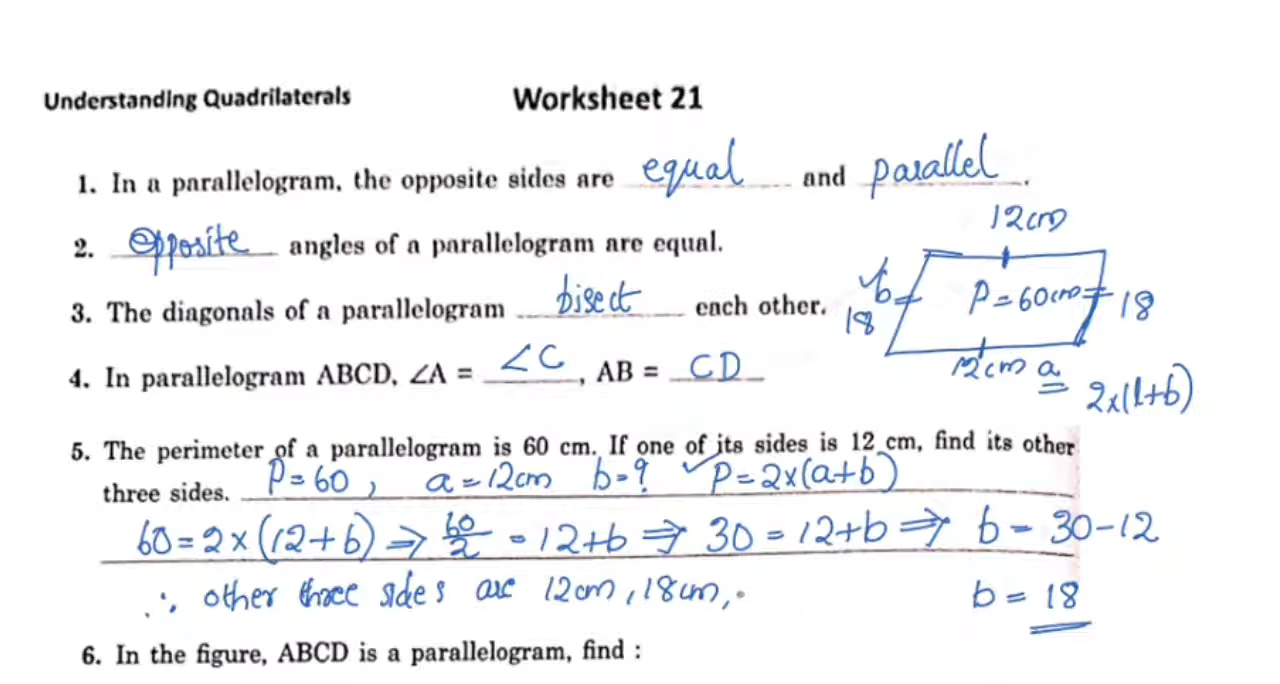 Understanding Quadrilaterals Worksheet 21
1. In a parallelogram, the opposite sides are equal and parallel.
12cm
2. Opposite angles of a parallelogram are equal.
b P=60cm 18
3. The diagonals of a parallelogram bisect each other. 18
12cm a
4. In parallelogram ABCD, ∠A = ∠C, AB = CD
2×(l+b)
5. The perimeter of a parallelogram is 60 cm. If one of its sides is 12 cm, find its other
three sides. P=60, a=12cm b=? ✓P=2×(a+b)
60=2×(12+b) ⇒ 60/2 = 12+b ⇒ 30=12+b ⇒ b=30-12
∴ other three sides are 12cm, 18cm, b = 18
6. In the figure, ABCD is a parallelogram, find :